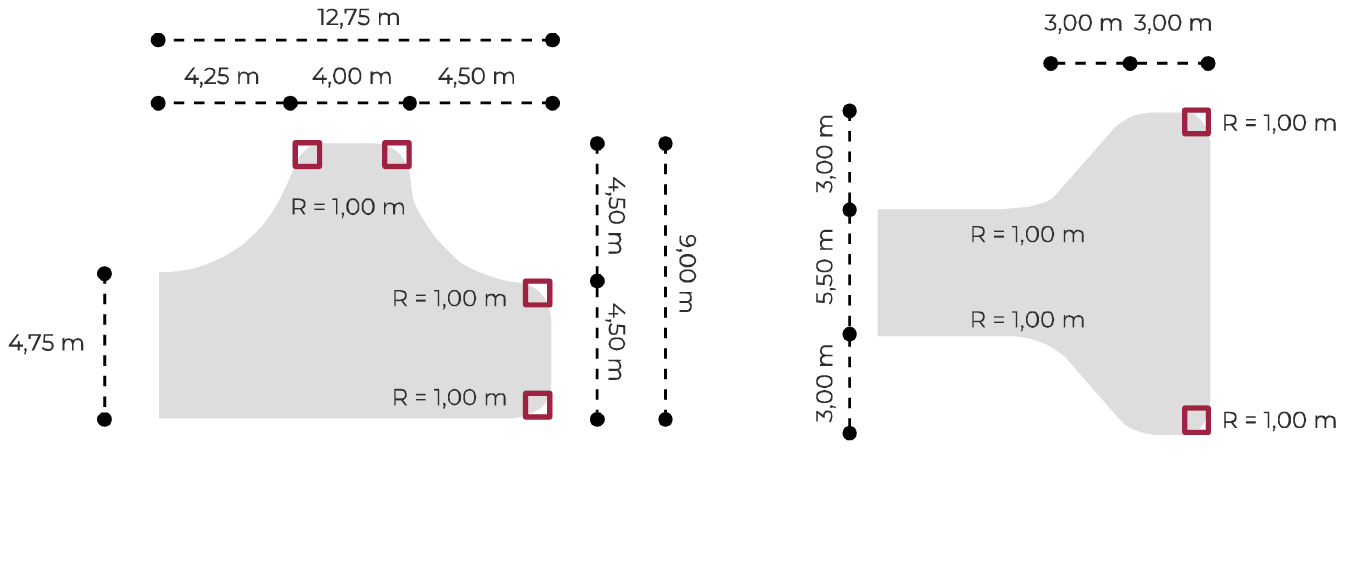 12,75 m
4,25 m 4,00 m 4,50 m
R = 1,00 m
4,50 m
9,00 m
R = 1,00 m
4,50 m
4,75 m
R = 1,00 m
3,00 m 3,00 m
3,00 m
R = 1,00 m
5,50 m
R = 1,00 m
R = 1,00 m
3,00 m
R = 1,00 m